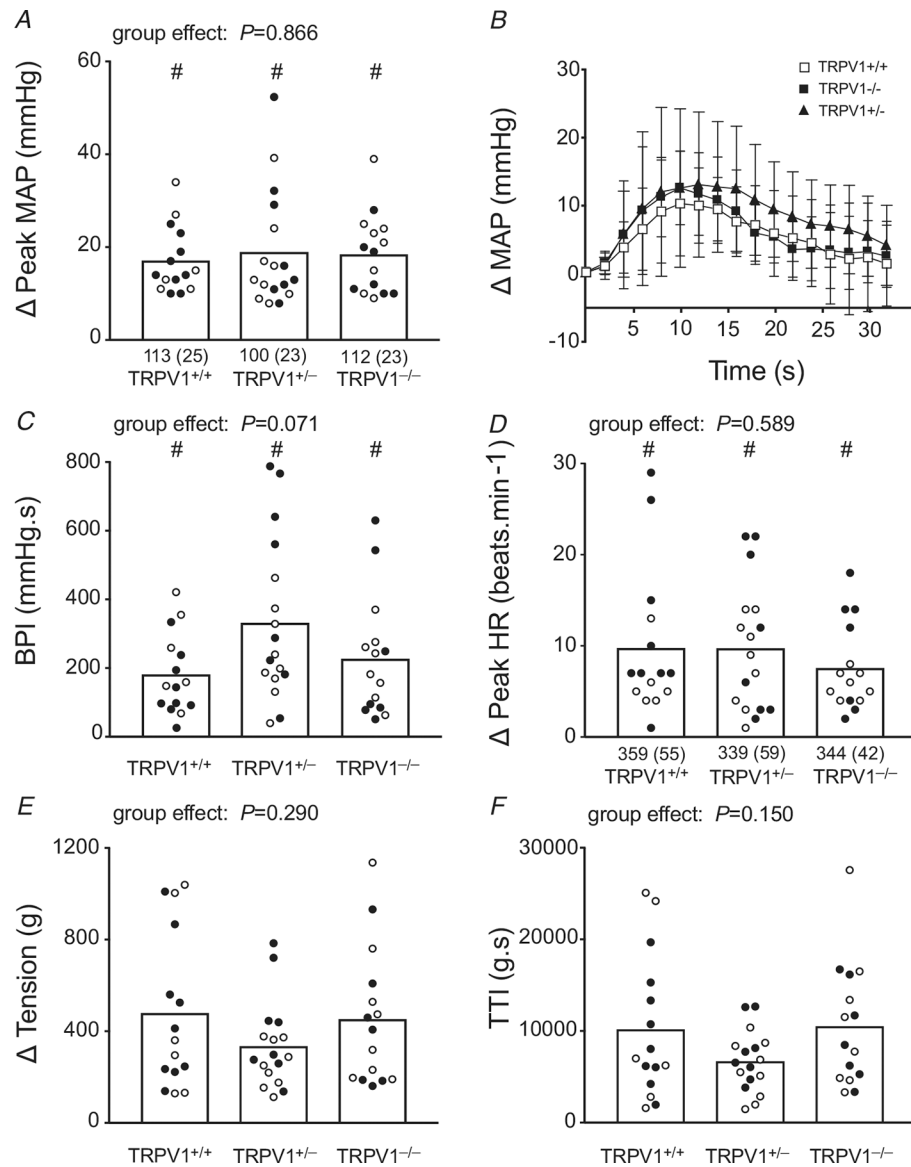 A
group effect: P=0.866
# # #
Δ Peak MAP (mmHg)
60
40
20
0
113 (25) 100 (23) 112 (23)
TRPV1+/+ TRPV1+/– TRPV1–/–
B
TRPV1+/+
TRPV1-/-
TRPV1+/-
Δ MAP (mmHg)
30
20
10
0
-10
5 10 15 20 25 30
Time (s)
C
group effect: P=0.071
# # #
BPI (mmHg.s)
800
600
400
200
0
TRPV1+/+ TRPV1+/– TRPV1–/–
D
group effect: P=0.589
# # #
Δ Peak HR (beats.min-1)
30
20
10
0
359 (55) 339 (59) 344 (42)
TRPV1+/+ TRPV1+/– TRPV1–/–
E
group effect: P=0.290
Δ Tension (g)
1200
800
400
0
TRPV1+/+ TRPV1+/– TRPV1–/–
F
group effect: P=0.150
TTI (g.s)
30000
20000
10000
0
TRPV1+/+ TRPV1+/– TRPV1–/–